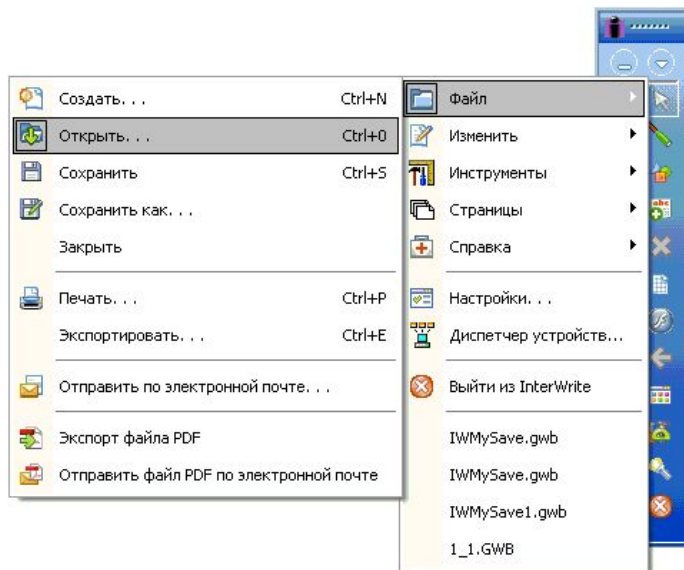 Создать. . . Ctrl+N
Открыть. . . Ctrl+0
Сохранить Ctrl+S
Сохранить как. . .
Закрыть
Печать. . . Ctrl+P
Экспортировать. . . Ctrl+E
Отправить по электронной почте. . .
Экспорт файла PDF
Отправить файл PDF по электронной почте
Файл
Изменить
Инструменты
Страницы
Справка
Настройки. . .
Диспетчер устройств...
Выйти из InterWrite
IWMySave.gwb
IWMySave.gwb
IWMySave1.gwb
1_1.GWB
abc